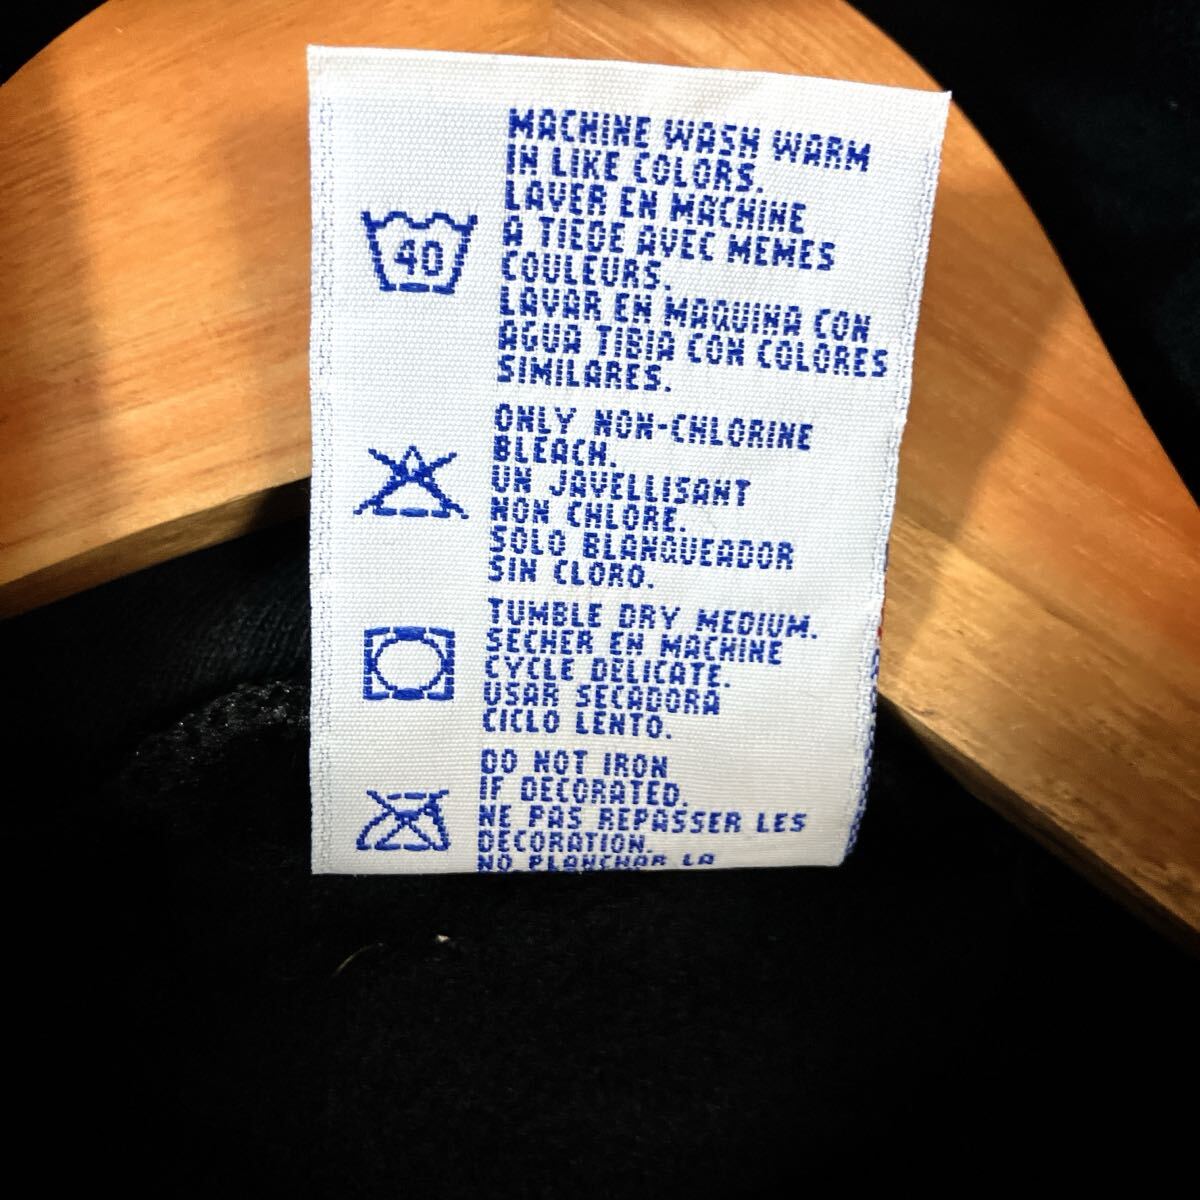 MACHINE WASH WARM
IN LIKE COLORS.
LAVER EN MACHINE
A TIEDE AVEC MEMES
COULEURS.
LAVAR EN MAQUINA CON
AGUA TIBIA CON COLORES
SIMILARES.
40
ONLY NON-CHLORINE
BLEACH.
UN JAVELLISANT
NON CHLORE.
SOLO BLANQUEADOR
SIN CLORO.
TUMBLE DRY MEDIUM.
SECHER EN MACHINE
CYCLE DELICATE.
USAR SECADORA
CICLO LENTO.
DO NOT IRON
IF DECORATED.
NE PAS REPASSER LES
DECORATION.
NO PLANCHAR LA